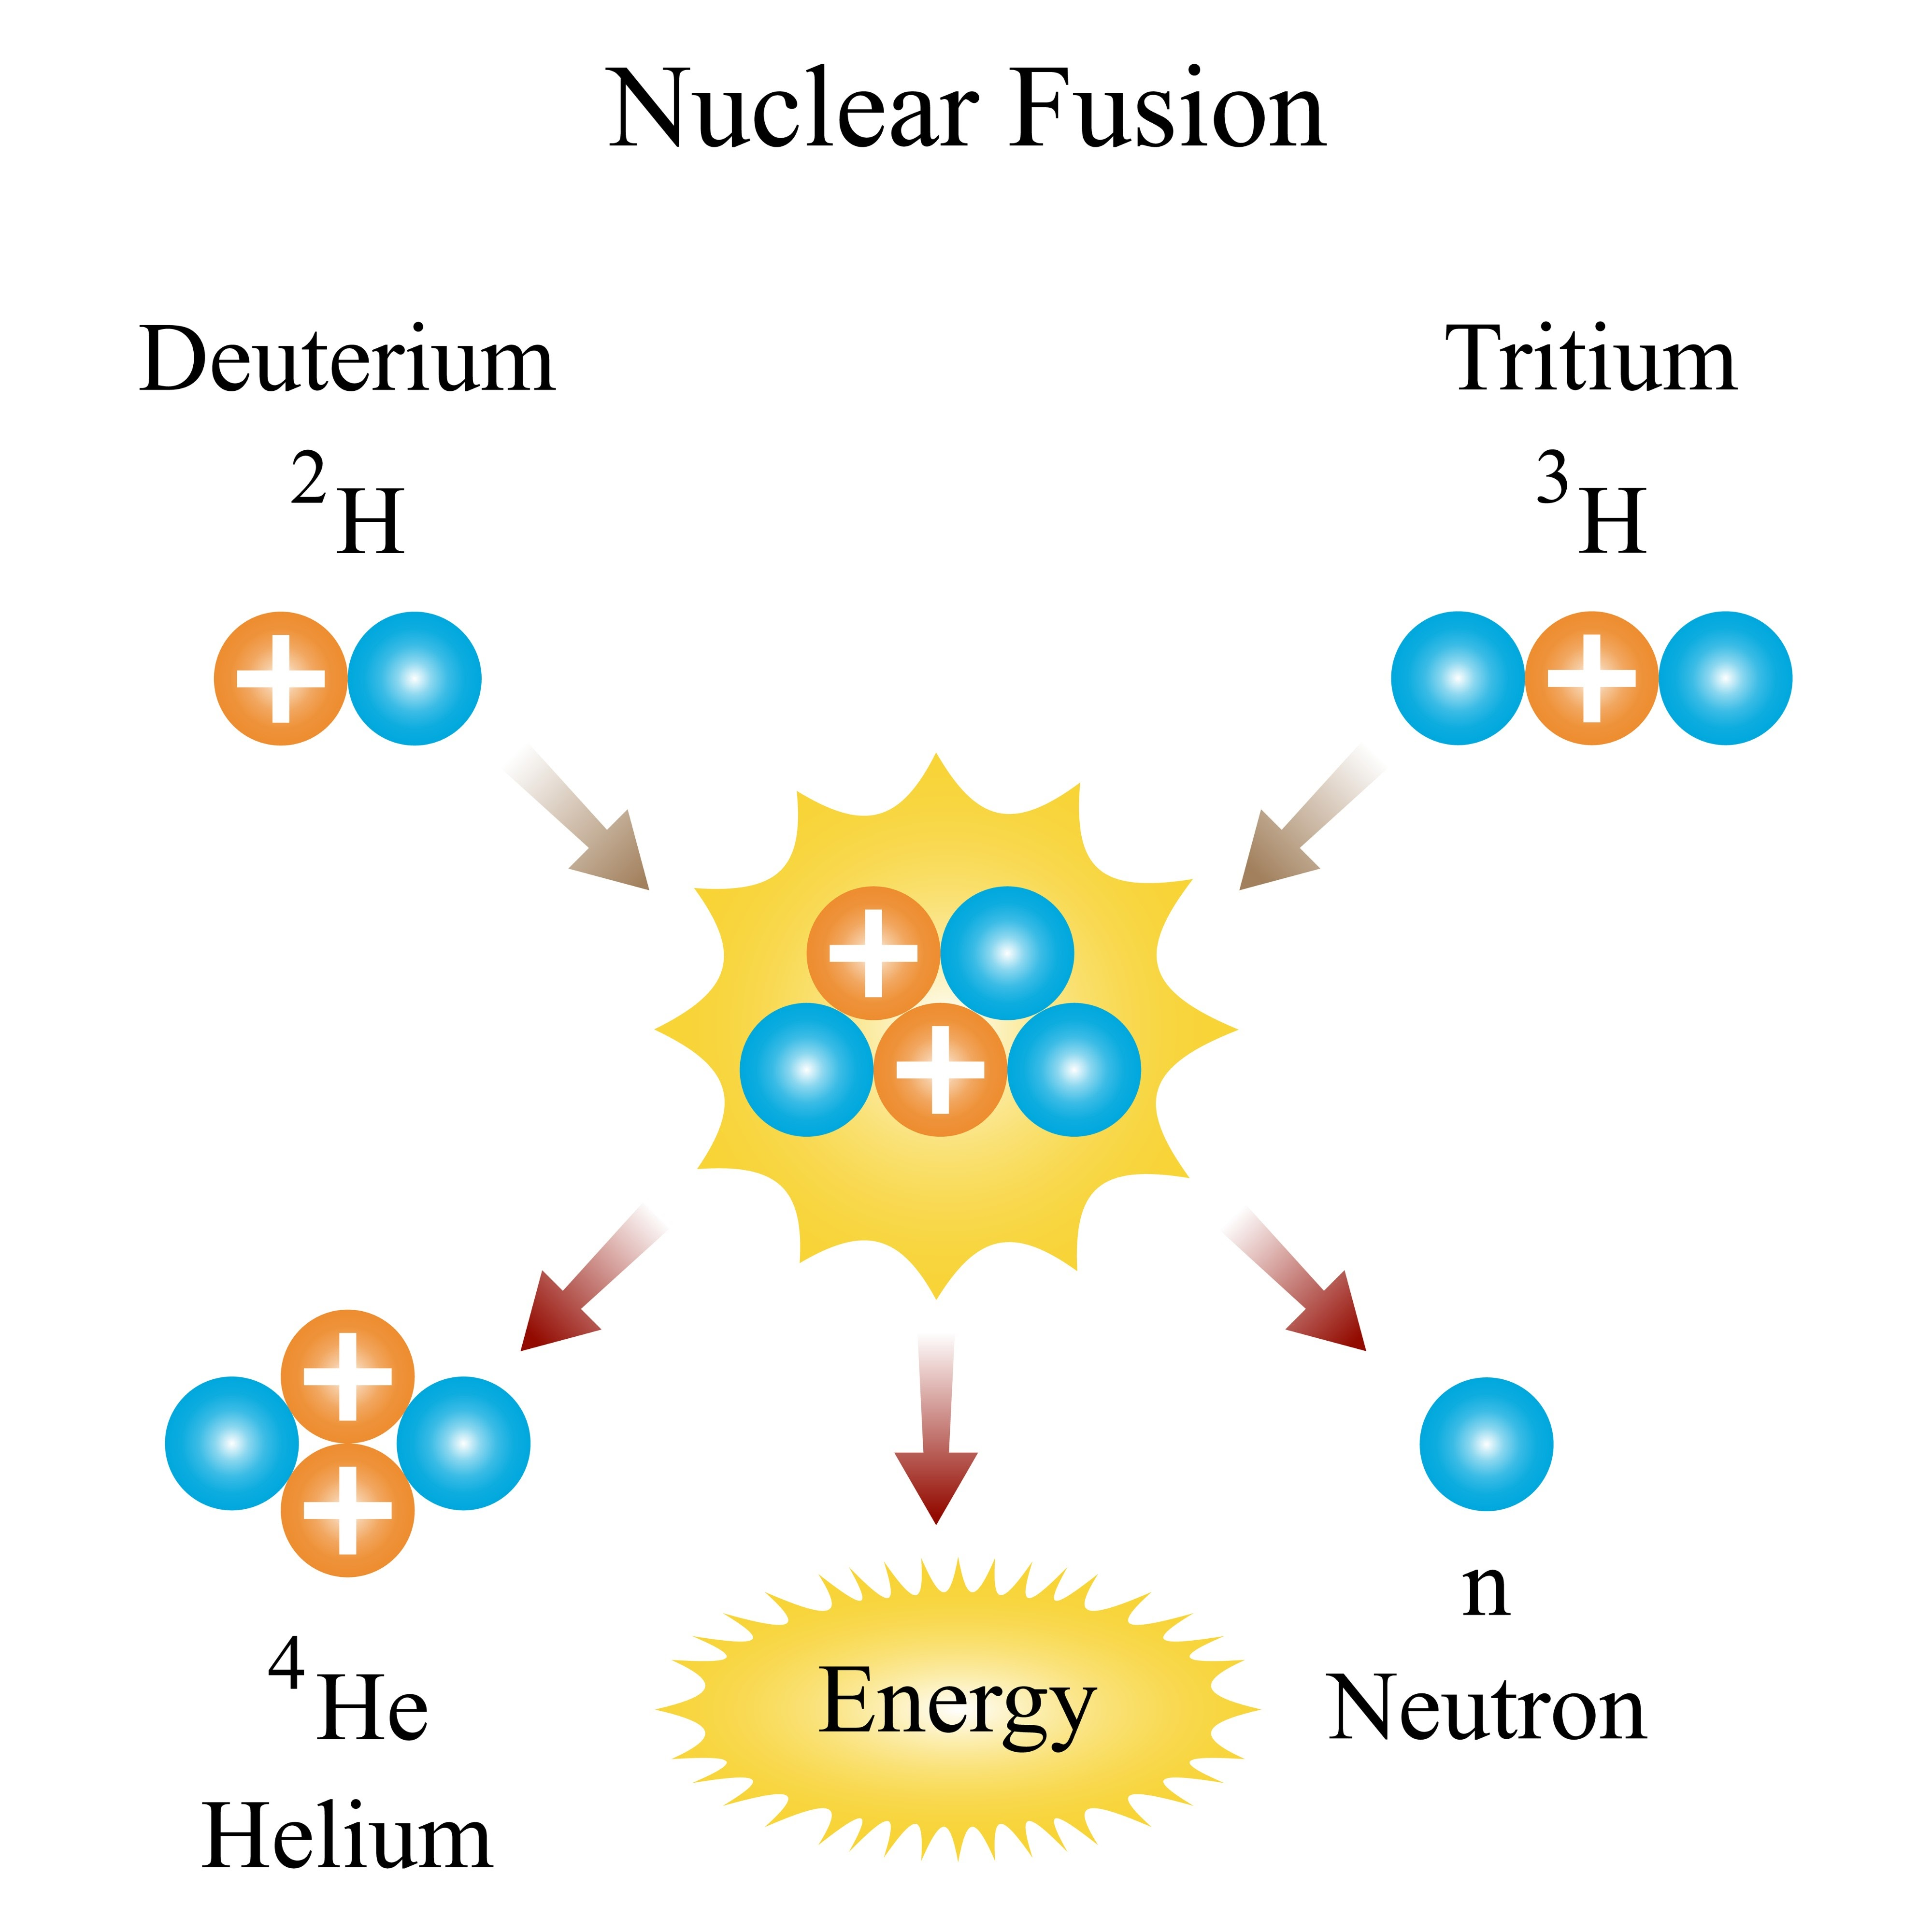 Nuclear Fusion
Deuterium
²H
Tritium
³H
⁴He
Helium
Energy
n
Neutron